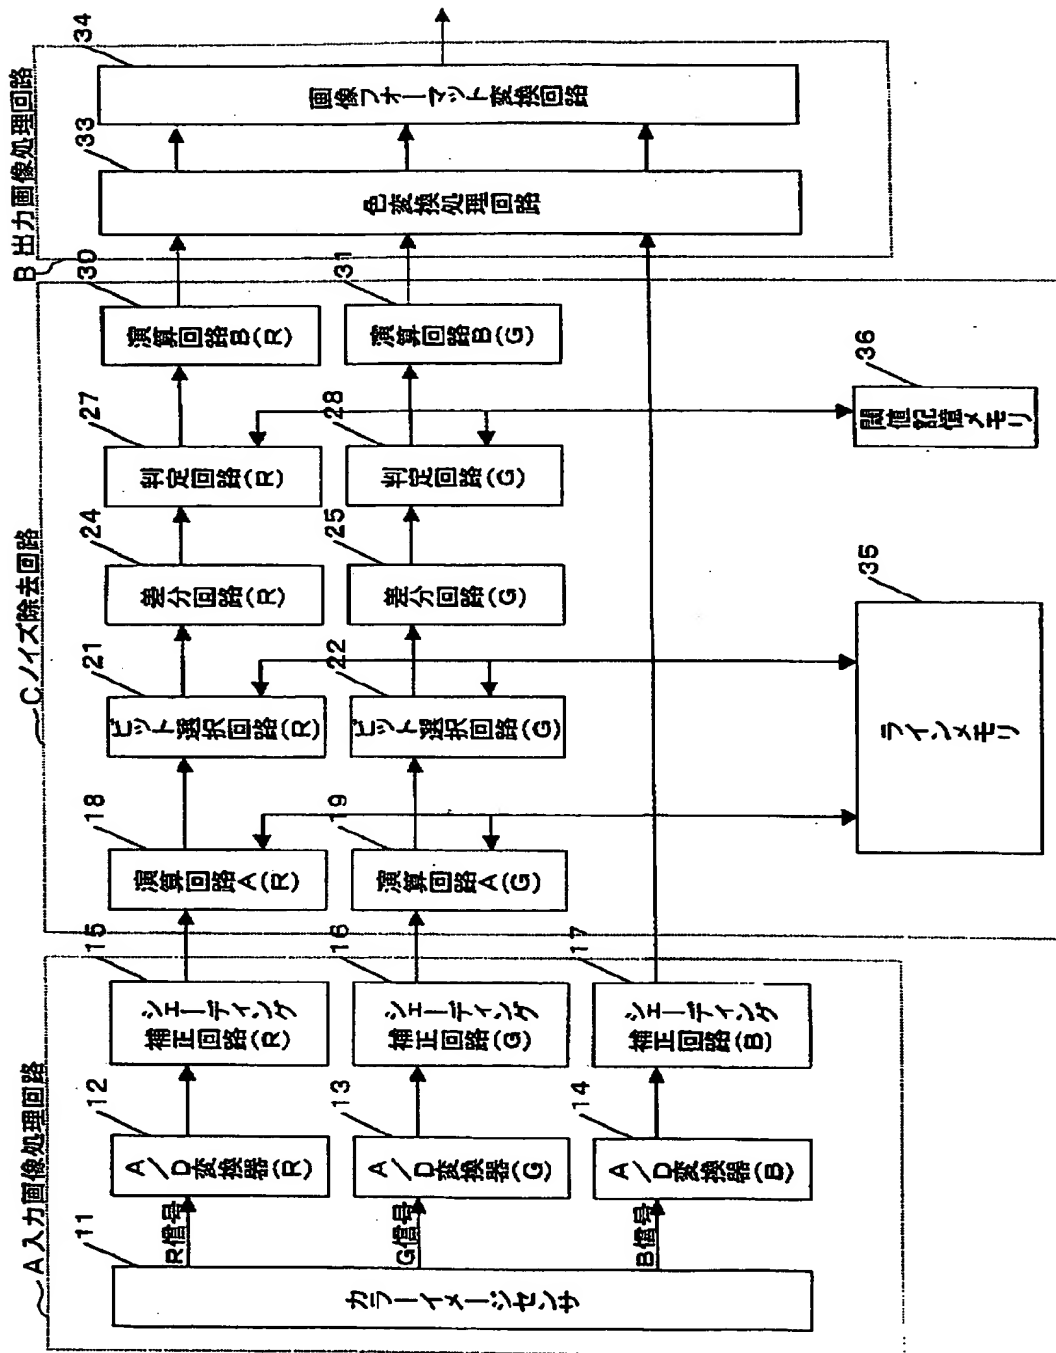 A 入力画像処理回路
11
カラーイメージセンサ
R信号
G信号
B信号
12
A/D変換器(R)
13
A/D変換器(G)
14
A/D変換器(B)
15
シェーディング
補正回路(R)
16
シェーディング
補正回路(G)
17
シェーディング
補正回路(B)
C ノイズ除去回路
18
演算回路A(R)
19
演算回路A(G)
21
ビット選択回路(R)
22
ビット選択回路(G)
24
差分回路(R)
25
差分回路(G)
27
判定回路(R)
28
判定回路(G)
30
演算回路B(R)
31
演算回路B(G)
35
ラインメモリ
36
閾値記憶メモリ
B 出力画像処理回路
33
色変換処理回路
34
画像フォーマット変換回路